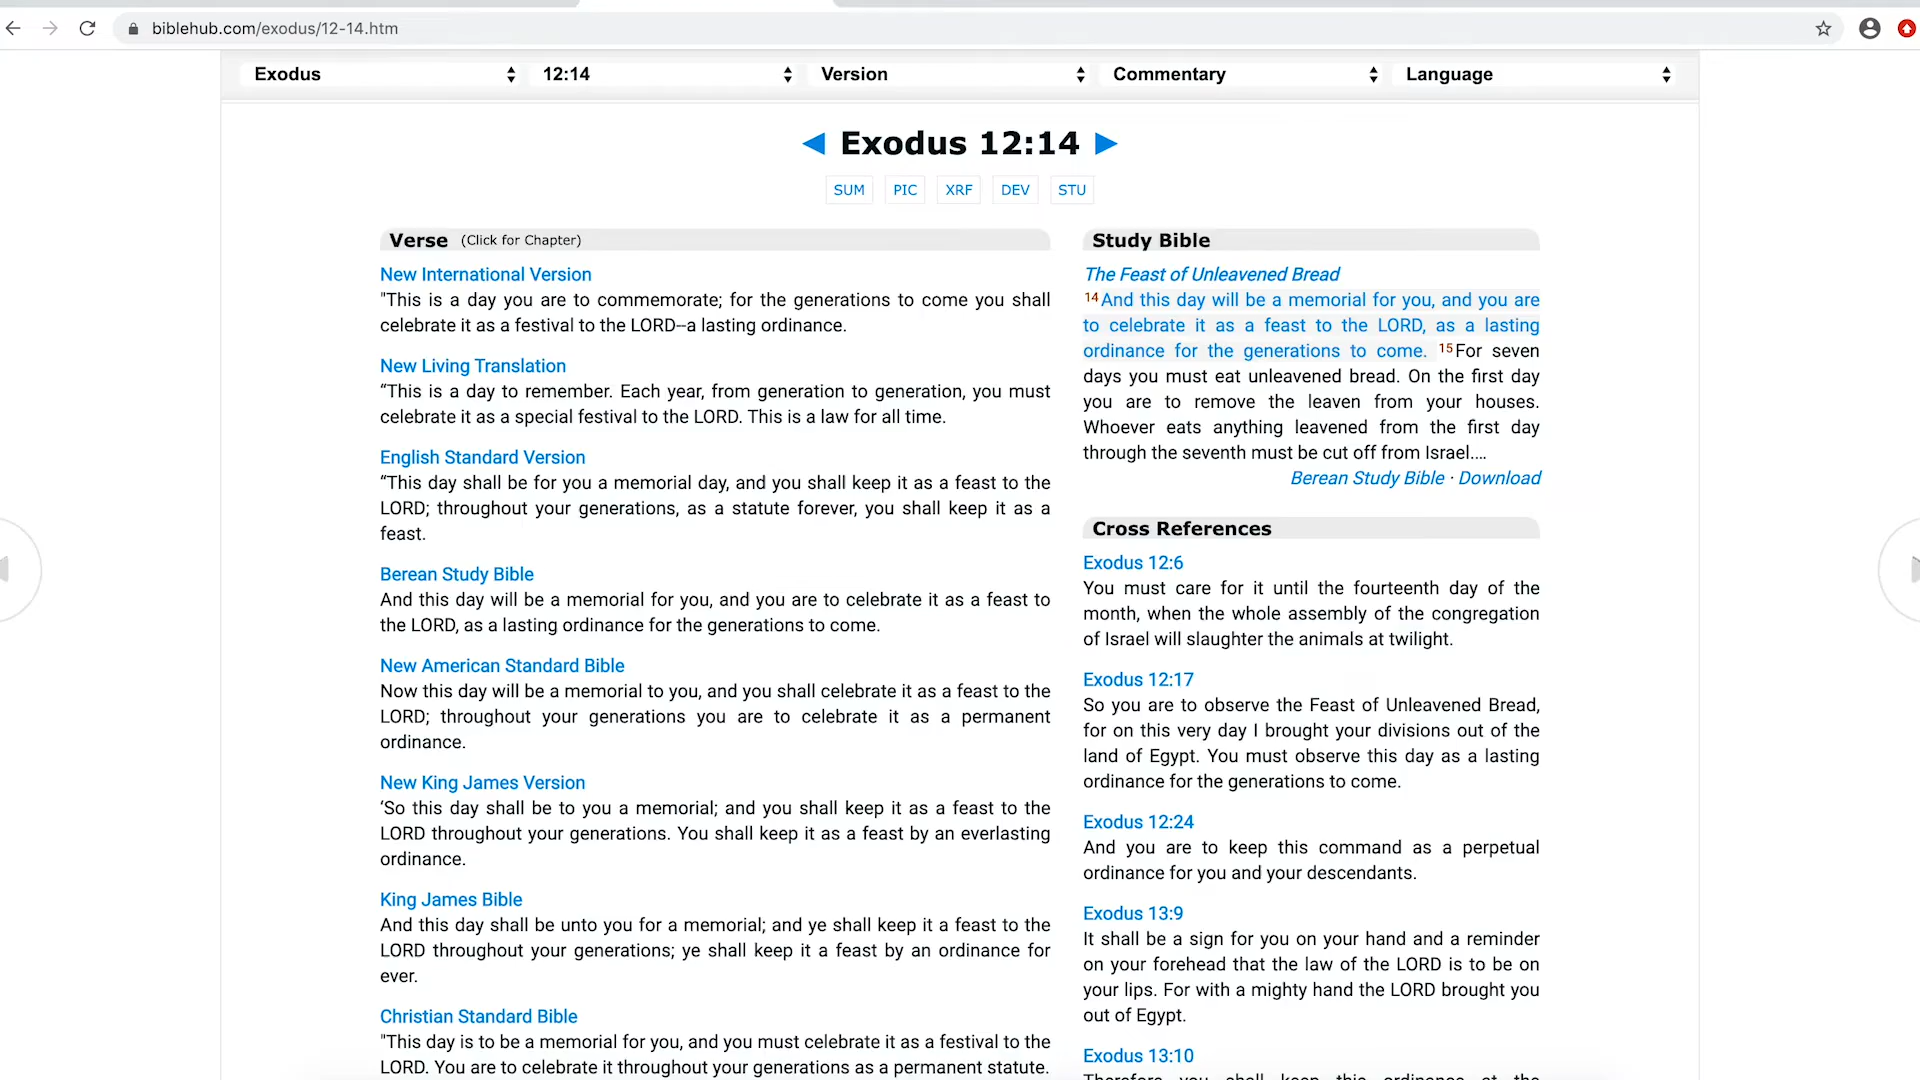 biblehub.com/exodus/12-14.htm
Exodus 12:14 Version Commentary Language
Exodus 12:14
SUM PIC XRF DEV STU
Verse (Click for Chapter)
New International Version
"This is a day you are to commemorate; for the generations to come you shall
celebrate it as a festival to the LORD--a lasting ordinance.
New Living Translation
“This is a day to remember. Each year, from generation to generation, you must
celebrate it as a special festival to the LORD. This is a law for all time.
English Standard Version
“This day shall be for you a memorial day, and you shall keep it as a feast to the
LORD; throughout your generations, as a statute forever, you shall keep it as a
feast.
Berean Study Bible
And this day will be a memorial for you, and you are to celebrate it as a feast to
the LORD, as a lasting ordinance for the generations to come.
New American Standard Bible
Now this day will be a memorial to you, and you shall celebrate it as a feast to the
LORD; throughout your generations you are to celebrate it as a permanent
ordinance.
New King James Version
‘So this day shall be to you a memorial; and you shall keep it as a feast to the
LORD throughout your generations. You shall keep it as a feast by an everlasting
ordinance.
King James Bible
And this day shall be unto you for a memorial; and ye shall keep it a feast to the
LORD throughout your generations; ye shall keep it a feast by an ordinance for
ever.
Christian Standard Bible
"This day is to be a memorial for you, and you must celebrate it as a festival to the
LORD. You are to celebrate it throughout your generations as a permanent statute.
Study Bible
The Feast of Unleavened Bread
14And this day will be a memorial for you, and you are
to celebrate it as a feast to the LORD, as a lasting
ordinance for the generations to come. 15For seven
days you must eat unleavened bread. On the first day
you are to remove the leaven from your houses.
Whoever eats anything leavened from the first day
through the seventh must be cut off from Israel....
Berean Study Bible · Download
Cross References
Exodus 12:6
You must care for it until the fourteenth day of the
month, when the whole assembly of the congregation
of Israel will slaughter the animals at twilight.
Exodus 12:17
So you are to observe the Feast of Unleavened Bread,
for on this very day I brought your divisions out of the
land of Egypt. You must observe this day as a lasting
ordinance for the generations to come.
Exodus 12:24
And you are to keep this command as a perpetual
ordinance for you and your descendants.
Exodus 13:9
It shall be a sign for you on your hand and a reminder
on your forehead that the law of the LORD is to be on
your lips. For with a mighty hand the LORD brought you
out of Egypt.
Exodus 13:10
Therefore you shall keep this ordinance at the